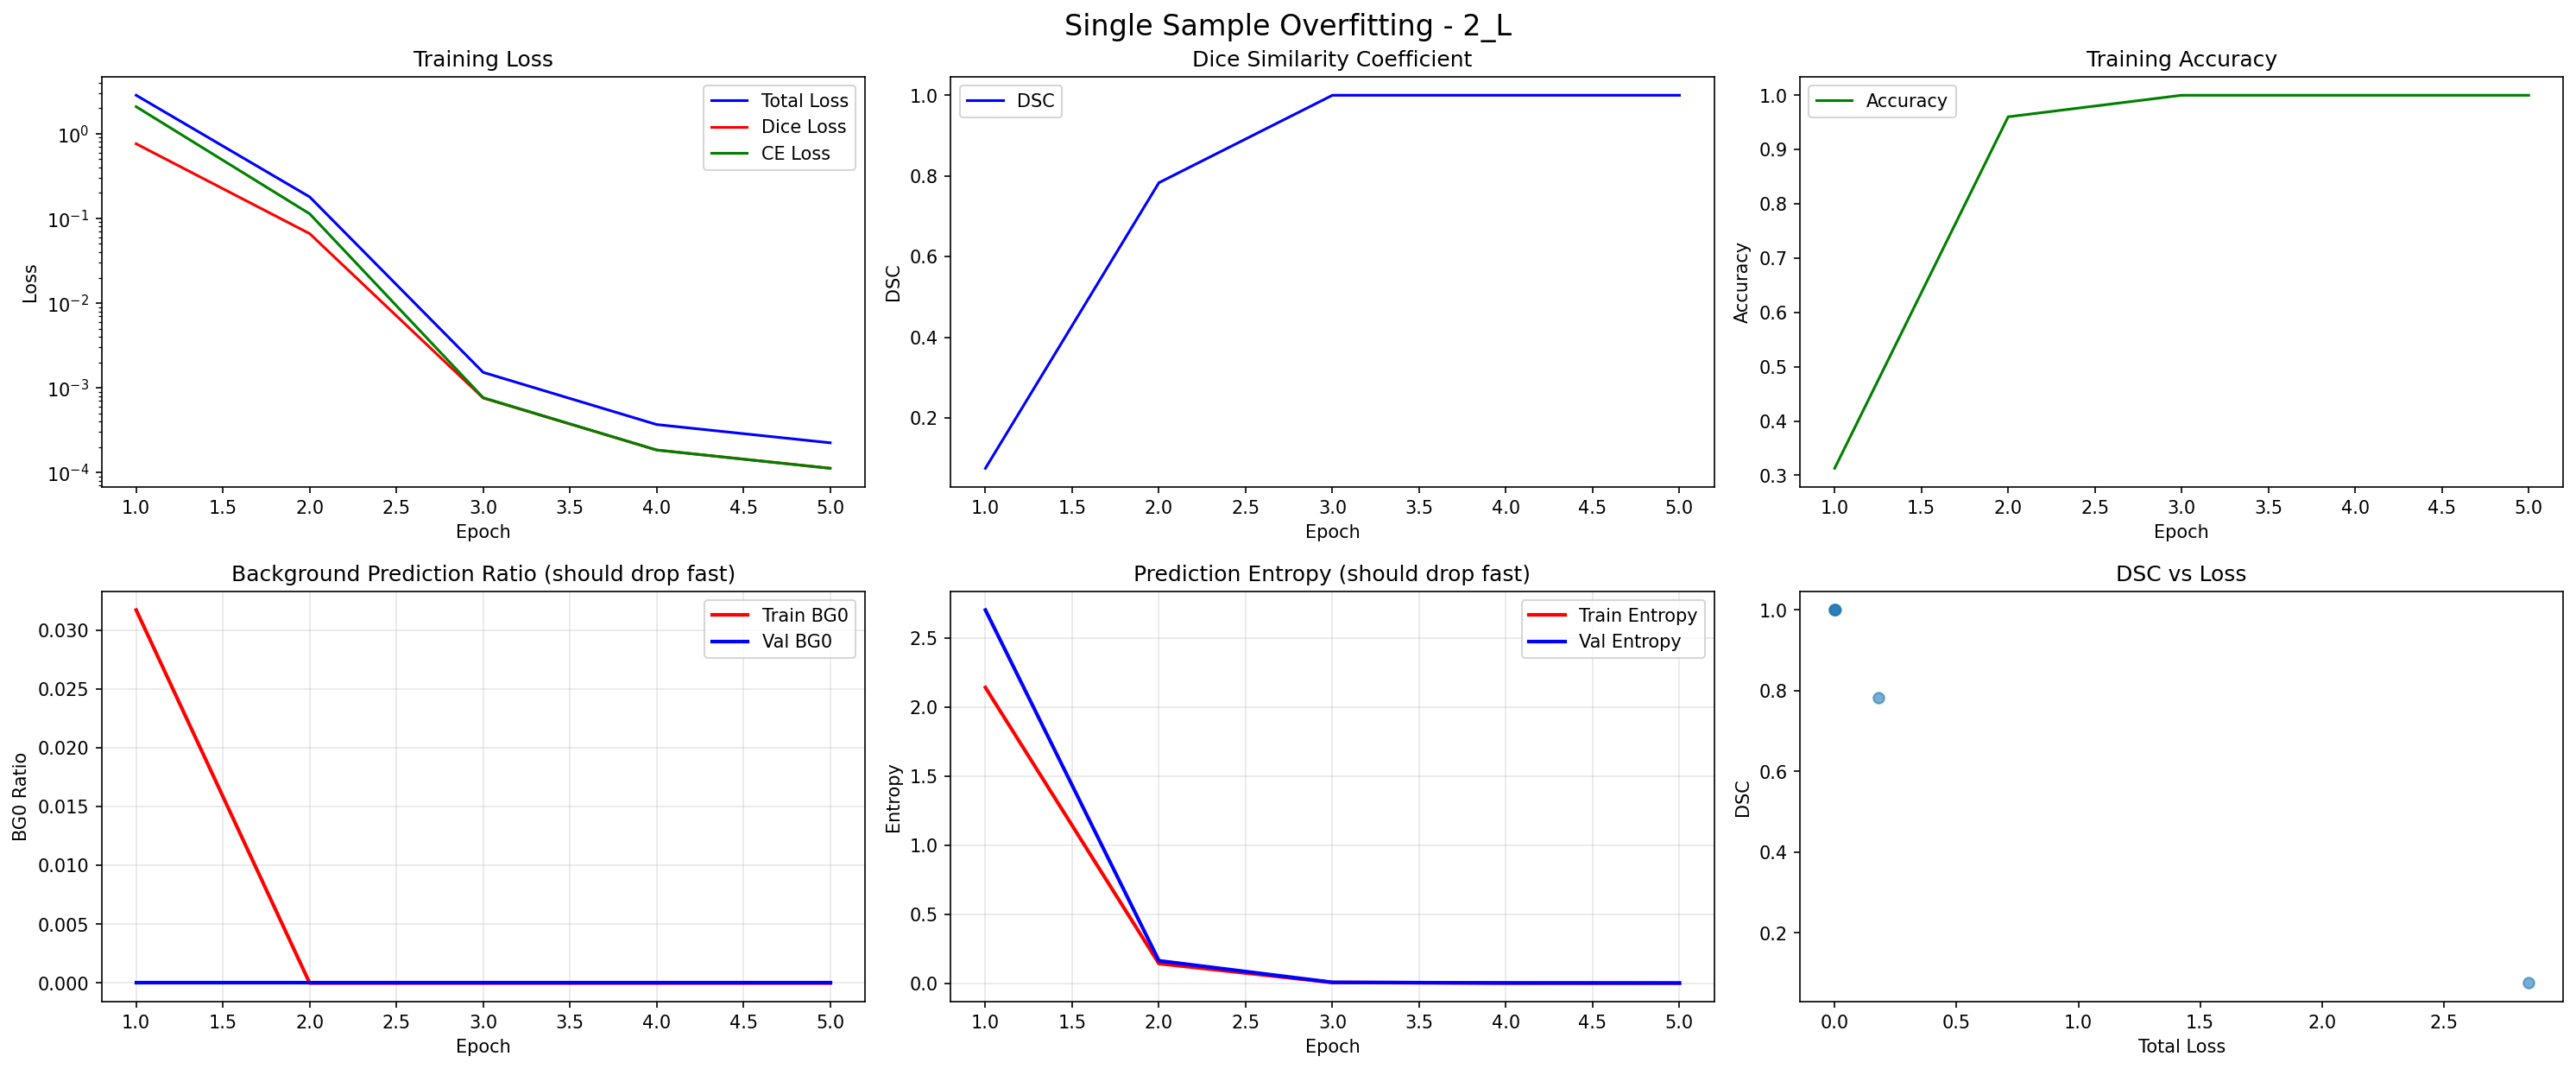 Single Sample Overfitting - 2_L
Training Loss
Loss
10⁰
10⁻¹
10⁻²
10⁻³
10⁻⁴
Total Loss
Dice Loss
CE Loss
1.0 1.5 2.0 2.5 3.0 3.5 4.0 4.5 5.0
Epoch
Dice Similarity Coefficient
DSC
1.0
0.8
0.6
0.4
0.2
DSC
1.0 1.5 2.0 2.5 3.0 3.5 4.0 4.5 5.0
Epoch
Training Accuracy
Accuracy
1.0
0.9
0.8
0.7
0.6
0.5
0.4
0.3
Accuracy
1.0 1.5 2.0 2.5 3.0 3.5 4.0 4.5 5.0
Epoch
Background Prediction Ratio (should drop fast)
BG0 Ratio
0.030
0.025
0.020
0.015
0.010
0.005
0.000
Train BG0
Val BG0
1.0 1.5 2.0 2.5 3.0 3.5 4.0 4.5 5.0
Epoch
Prediction Entropy (should drop fast)
Entropy
2.5
2.0
1.5
1.0
0.5
0.0
Train Entropy
Val Entropy
1.0 1.5 2.0 2.5 3.0 3.5 4.0 4.5 5.0
Epoch
DSC vs Loss
DSC
1.0
0.8
0.6
0.4
0.2
0.0 0.5 1.0 1.5 2.0 2.5
Total Loss